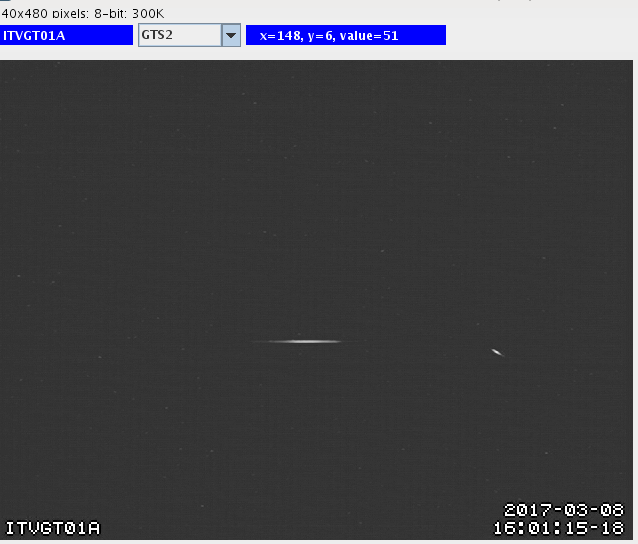 40x480 pixels: 8-bit: 300K
ITVGT01A
GTS2
x=148, y=6, value=51
2017-03-08
ITVGT01A
16:01:15-18